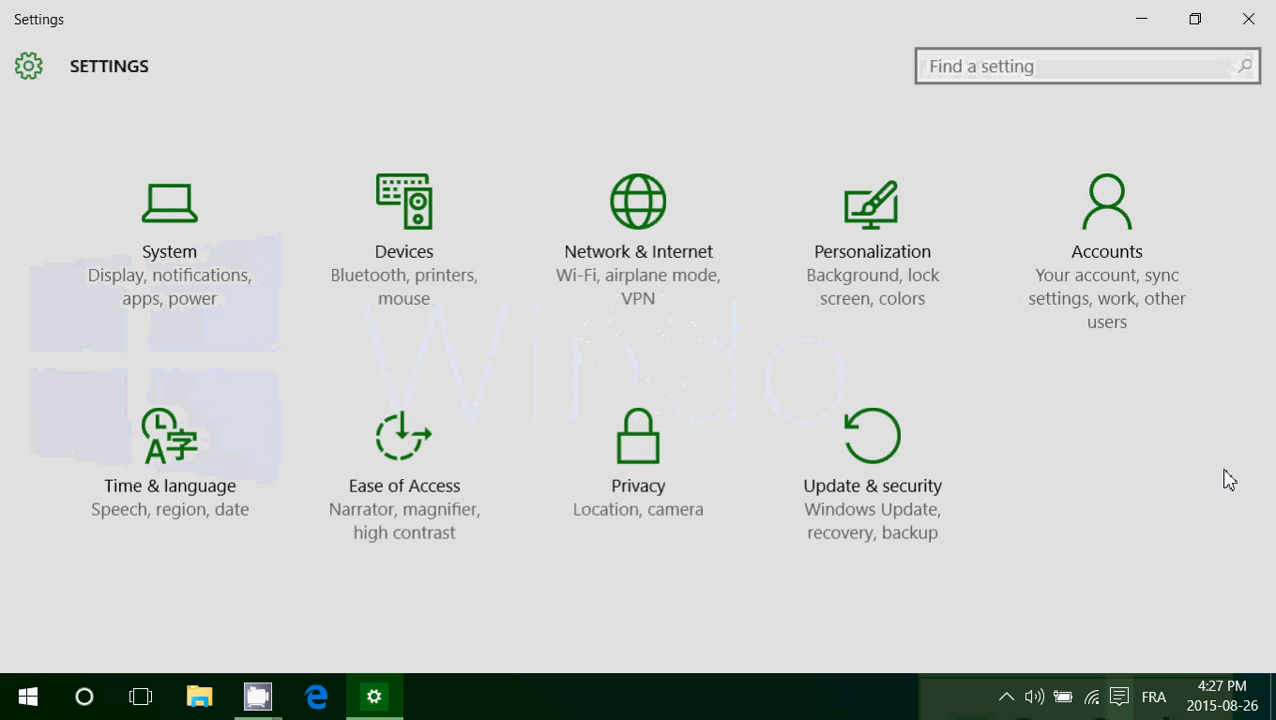 Settings
SETTINGS
Find a setting
System
Display, notifications,
apps, power
Devices
Bluetooth, printers,
mouse
Network & Internet
Wi-Fi, airplane mode,
VPN
Personalization
Background, lock
screen, colors
Accounts
Your account, sync
settings, work, other
users
Windo
Time & language
Speech, region, date
Ease of Access
Narrator, magnifier,
high contrast
Privacy
Location, camera
Update & security
Windows Update,
recovery, backup
A字
FRA
4:27 PM
2015-08-26